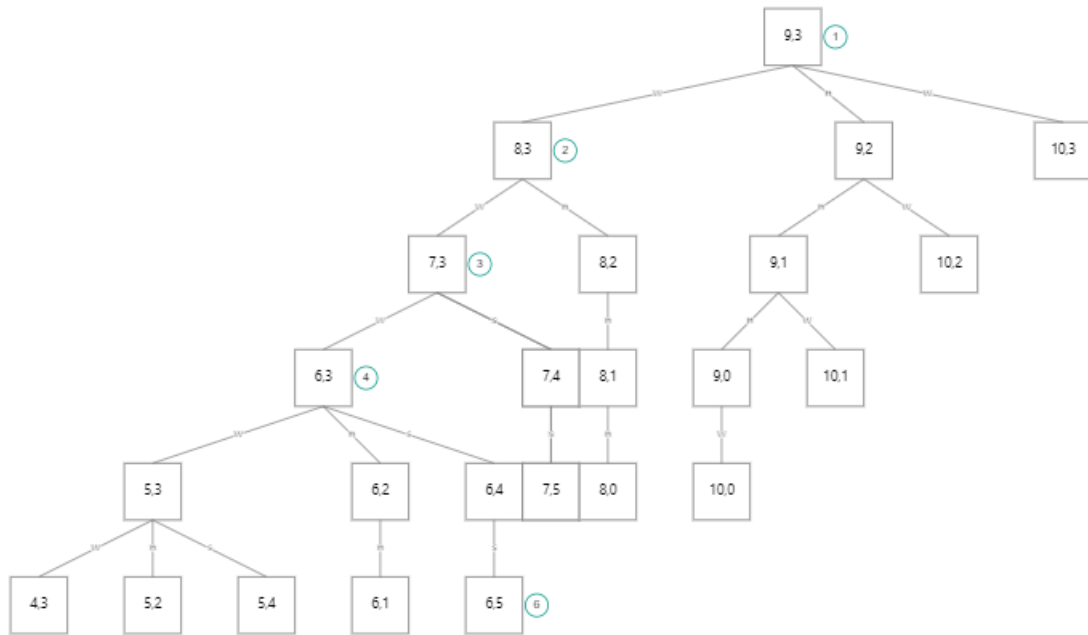 9,3 1
W H W
8,3 2 9,2 10,3
W H H W
7,3 3 8,2 9,1 10,2
W S H H W
6,3 4 7,4 8,1 9,0 10,1
W H S S H W
5,3 6,2 6,4 7,5 8,0 10,0
W H S H S
4,3 5,2 5,4 6,1 6,5 6